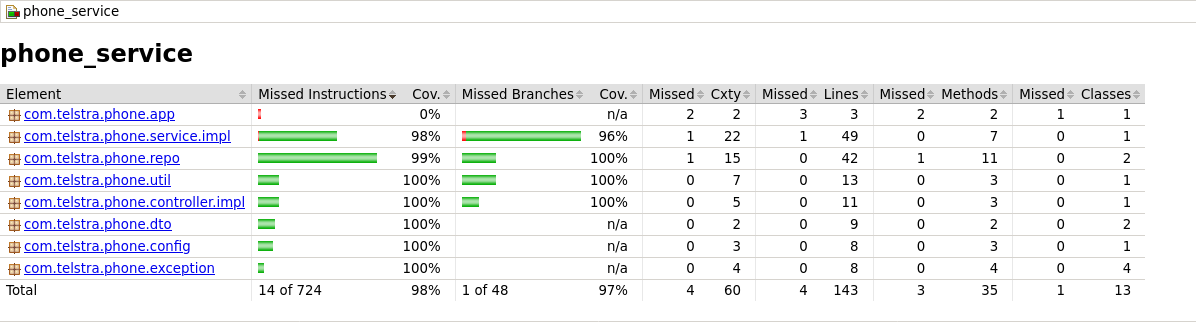 phone_service
phone_service
Element Missed Instructions Cov. Missed Branches Cov. Missed Cxty Missed Lines Missed Methods Missed Classes
com.telstra.phone.app 0% n/a 2 2 3 3 2 2 1 1
com.telstra.phone.service.impl 98% 96% 1 22 1 49 0 7 0 1
com.telstra.phone.repo 99% 100% 1 15 0 42 1 11 0 2
com.telstra.phone.util 100% 100% 0 7 0 13 0 3 0 1
com.telstra.phone.controller.impl 100% 100% 0 5 0 11 0 3 0 1
com.telstra.phone.dto 100% n/a 0 2 0 9 0 2 0 2
com.telstra.phone.config 100% n/a 0 3 0 8 0 3 0 1
com.telstra.phone.exception 100% n/a 0 4 0 8 0 4 0 4
Total 14 of 724 98% 1 of 48 97% 4 60 4 143 3 35 1 13